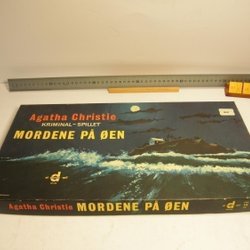 Agatha Christie
KRIMINAL-SPILLET
MORDENE PÅ ØEN
d
Agatha Christie MORDENE PÅ ØEN
d